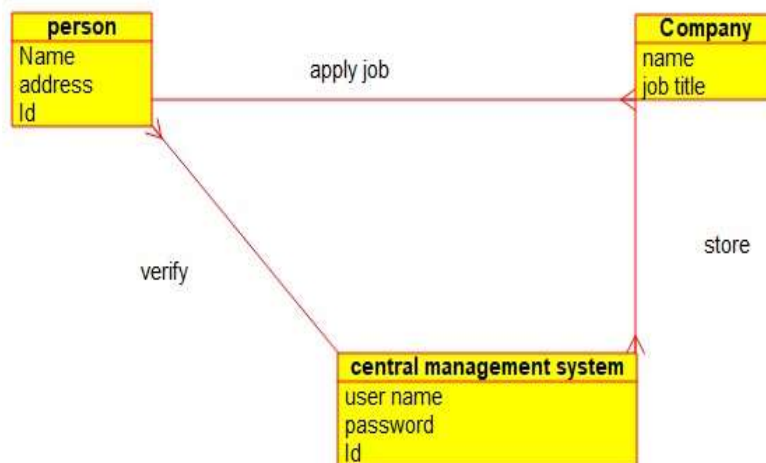 person
Name
address
Id
apply job
Company
name
job title
verify
store
central management system
user name
password
Id